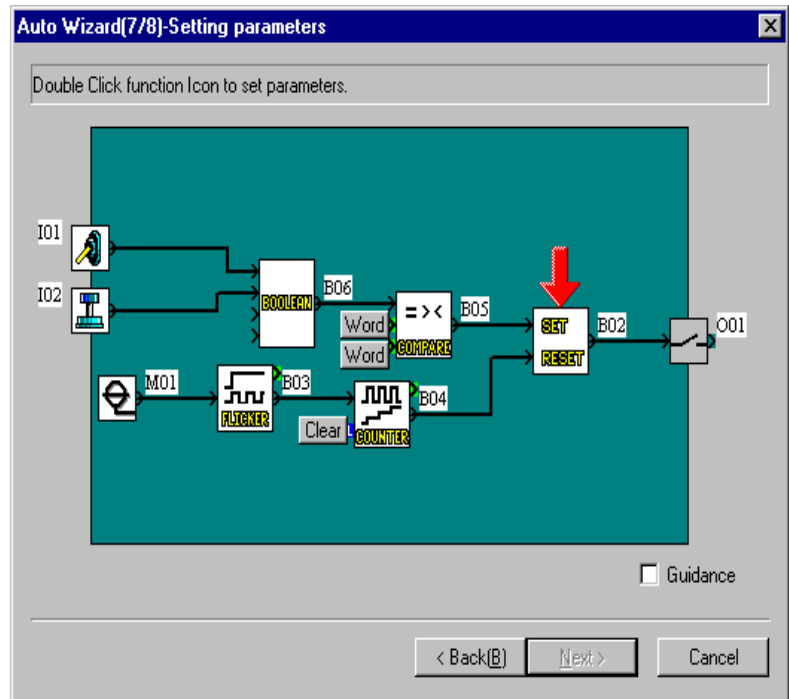 Auto Wizard(7/8)-Setting parameters
Double Click function Icon to set parameters.
I01
I02
BOOLEAN
B06
=><
Word
Word
COMPARE
B05
SET
RESET
B02
O01
M01
FLICKER
B03
Clear
COUNTER
B04
Guidance
< Back(B)
Next >
Cancel